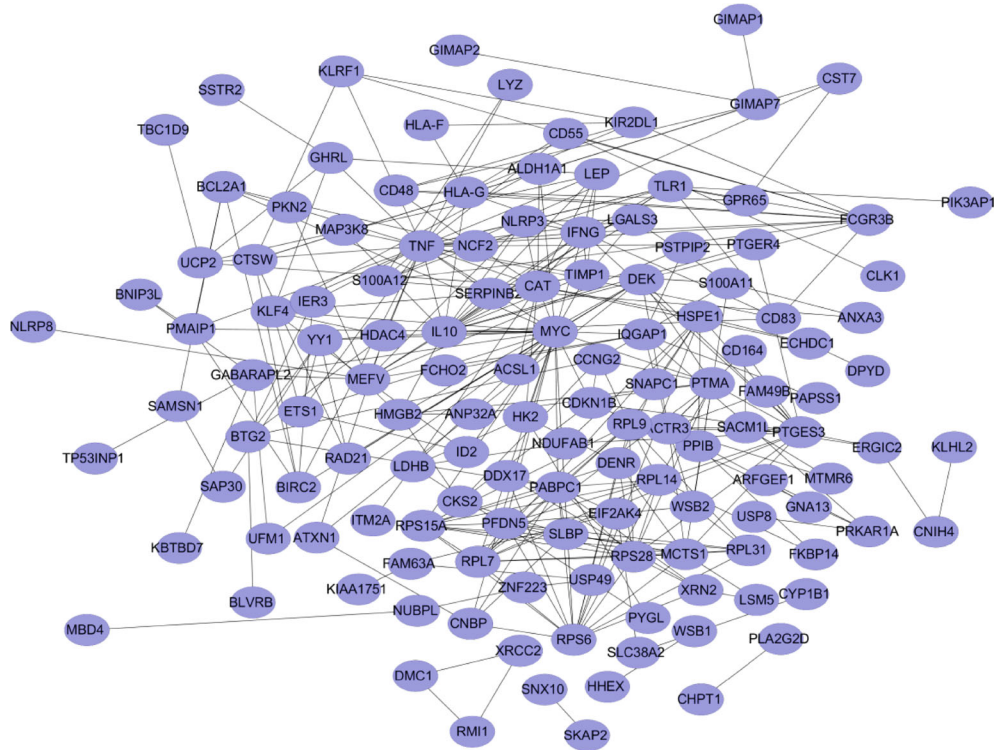 GIMAP1
GIMAP2
KLRF1
LYZ
CST7
SSTR2
GIMAP7
TBC1D9
HLA-F
KIR2DL1
CD55
GHRL
ALDH1A1
LEP
BCL2A1
CD48
HLA-G
TLR1
GPR65
PIK3AP1
PKN2
NLRP3
LGALS3
FCGR3B
MAP3K8
TNF
NCF2
IFNG
PSTPIP2
PTGER4
UCP2
CTSW
S100A12
TIMP1
DEK
S100A11
CLK1
BNIP3L
SERPINB2
CAT
IER3
KLF4
HSPE1
CD83
ANXA3
NLRP8
PMAIP1
YY1
HDAC4
IL10
MYC
IQGAP1
ECHDC1
CD164
DPYD
GABARAPL2
MEFV
FCHO2
ACSL1
CCNG2
SNAPC1
PTMA
FAM49B
PAPSS1
SAMSN1
ETS1
HMGB2
ANP32A
HK2
CDKN1B
RPL9
ACTR3
SACM1L
PTGES3
BTG2
NDUFAB1
PPIB
ERGIC2
KLHL2
TP53INP1
RAD21
LDHB
ID2
DENR
SAP30
BIRC2
DDX17
PABPC1
RPL14
ARFGEF1
MTMR6
CKS2
EIF2AK4
WSB2
GNA13
ITM2A
RPS15A
PFDN5
SLBP
USP8
PRKAR1A
CNIH4
KBTBD7
UFM1
ATXN1
RPS28
MCTS1
RPL31
FKBP14
FAM63A
RPL7
KIAA1751
ZNF223
USP49
XRN2
LSM5
CYP1B1
BLVRB
NUBPL
CNBP
PYGL
WSB1
MBD4
RPS6
PLA2G2D
XRCC2
SLC38A2
DMC1
SNX10
HHEX
CHPT1
RMI1
SKAP2